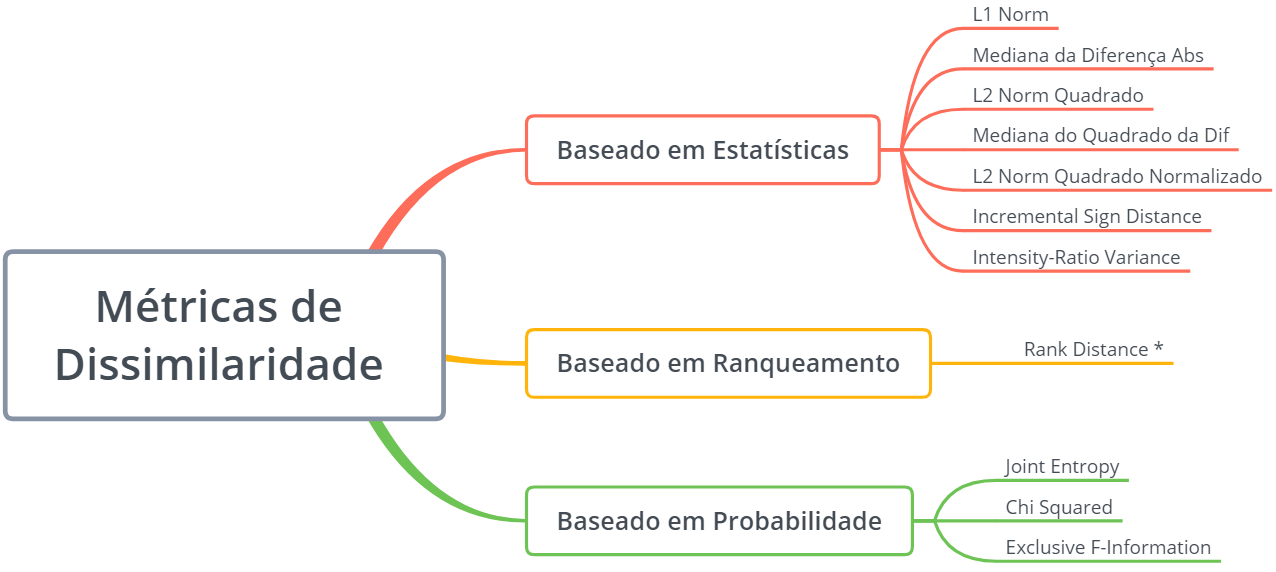 Métricas de
Dissimilaridade
Baseado em Estatísticas
L1 Norm
Mediana da Diferença Abs
L2 Norm Quadrado
Mediana do Quadrado da Dif
L2 Norm Quadrado Normalizado
Incremental Sign Distance
Intensity-Ratio Variance
Baseado em Ranqueamento
Rank Distance *
Baseado em Probabilidade
Joint Entropy
Chi Squared
Exclusive F-Information